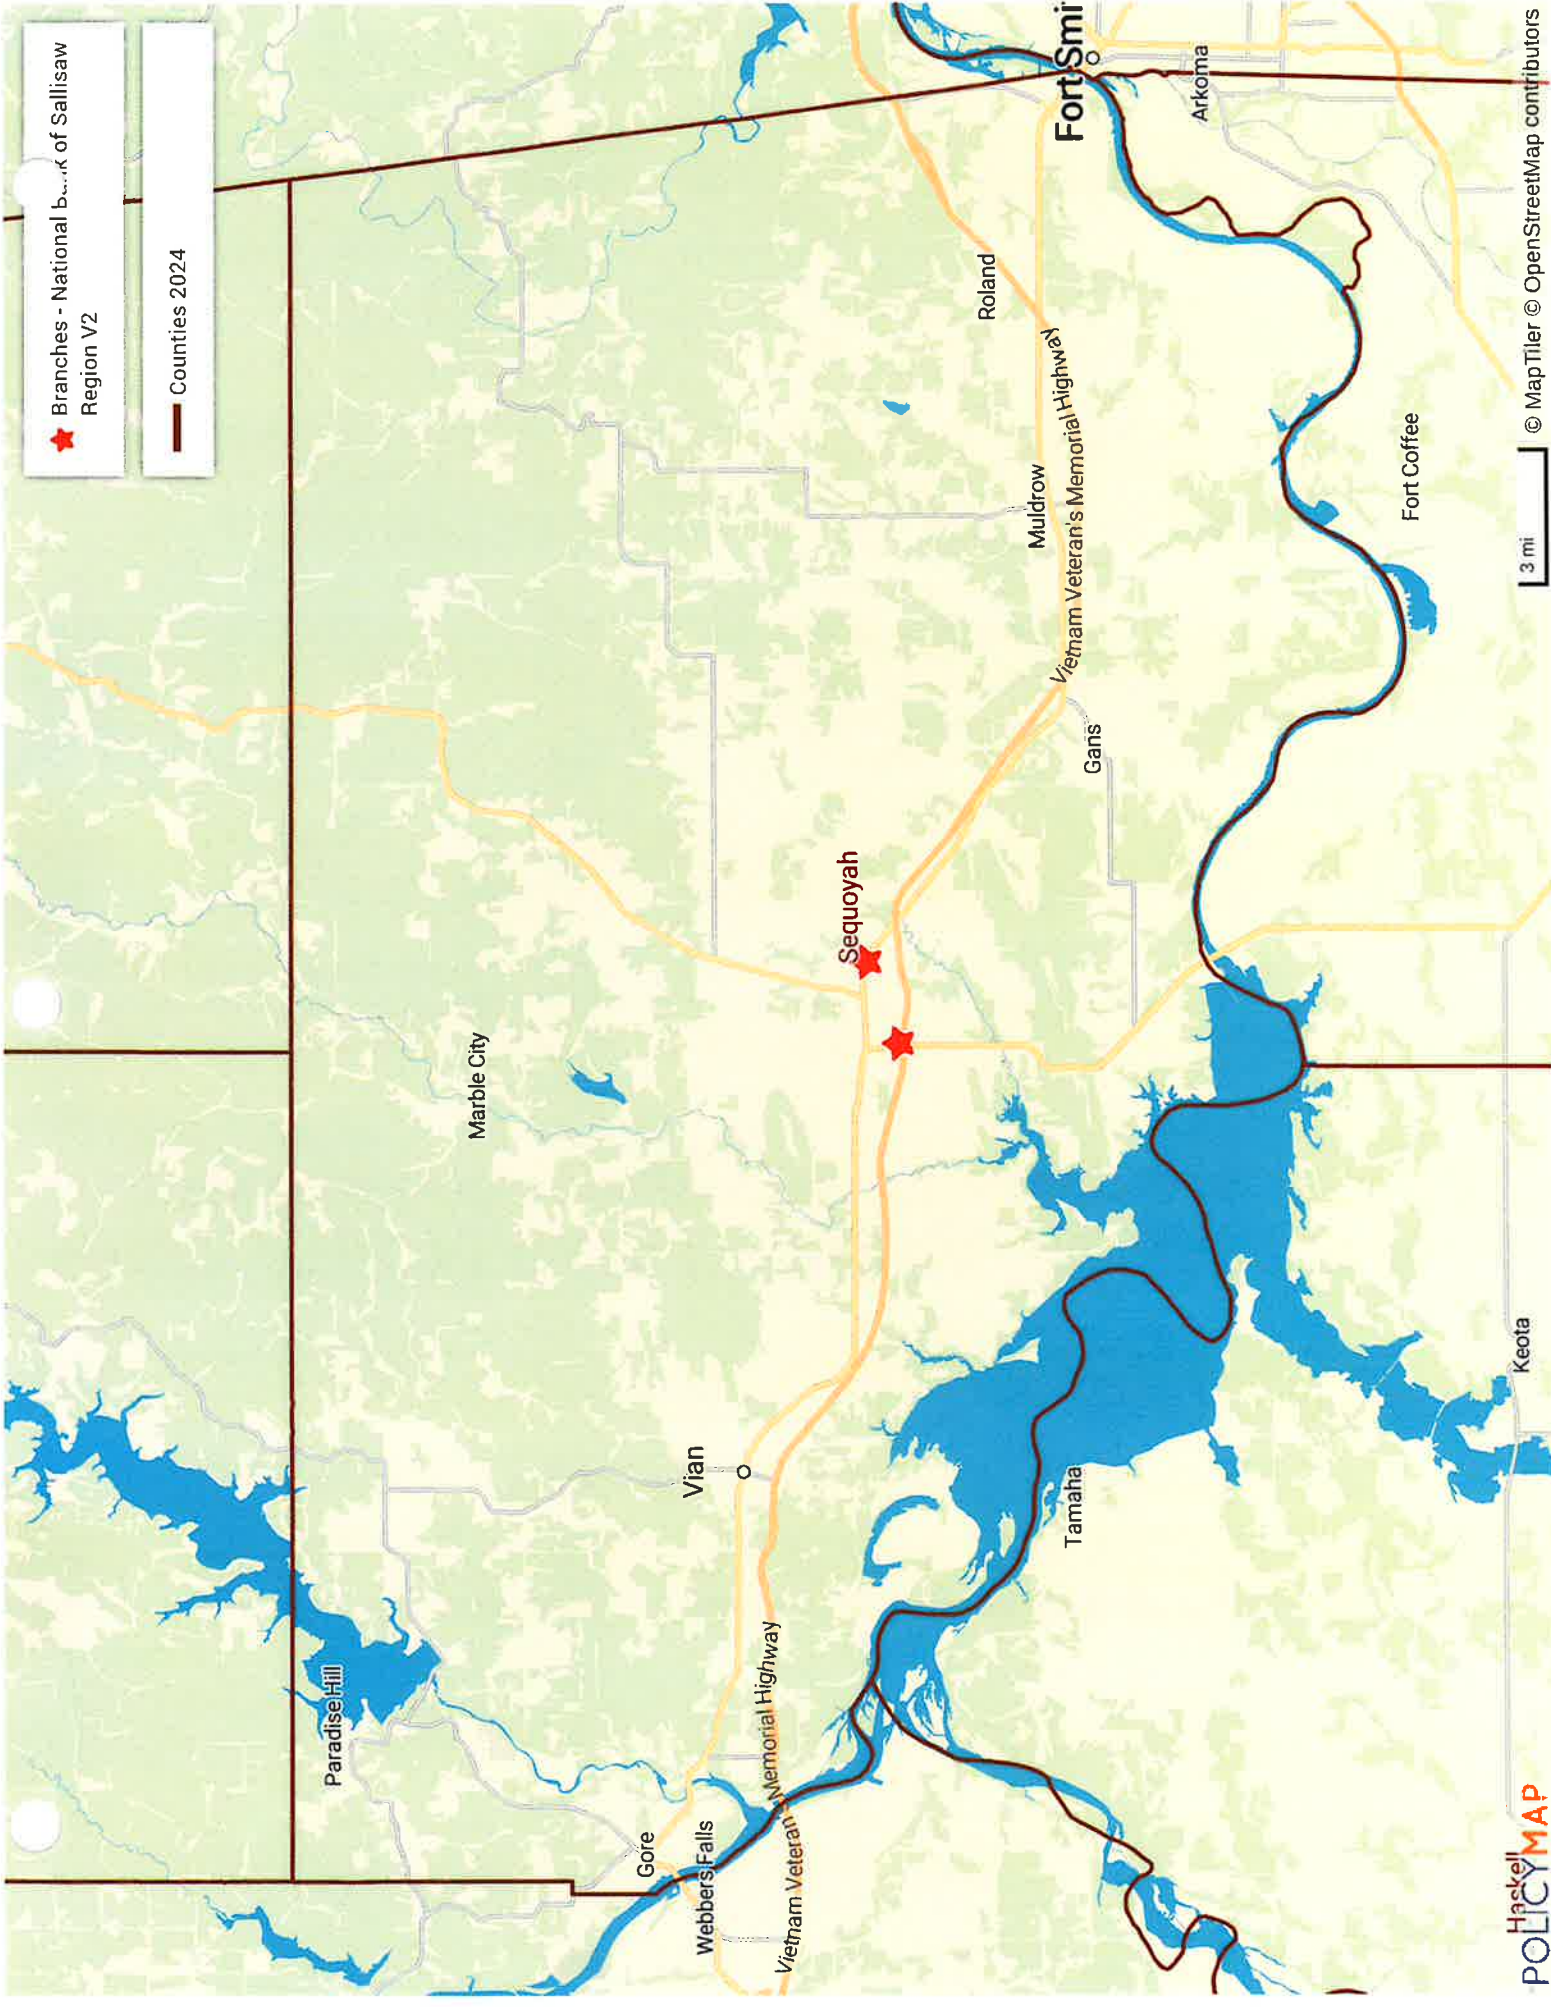 Branches - National b of Sallisaw
Region V2
Counties 2024
Fort Smi
Arkoma
Roland
Vietnam Veteran's Memorial Highway
Muldrow
Fort Coffee
Gans
Sequoyah
Marble City
Vian
Tamaha
Keota
Paradise Hill
Gore
Webbers Falls
Vietnam Veteran's Memorial Highway
Haskell
POLICYMAP
3 mi
© MapTiler © OpenStreetMap contributors